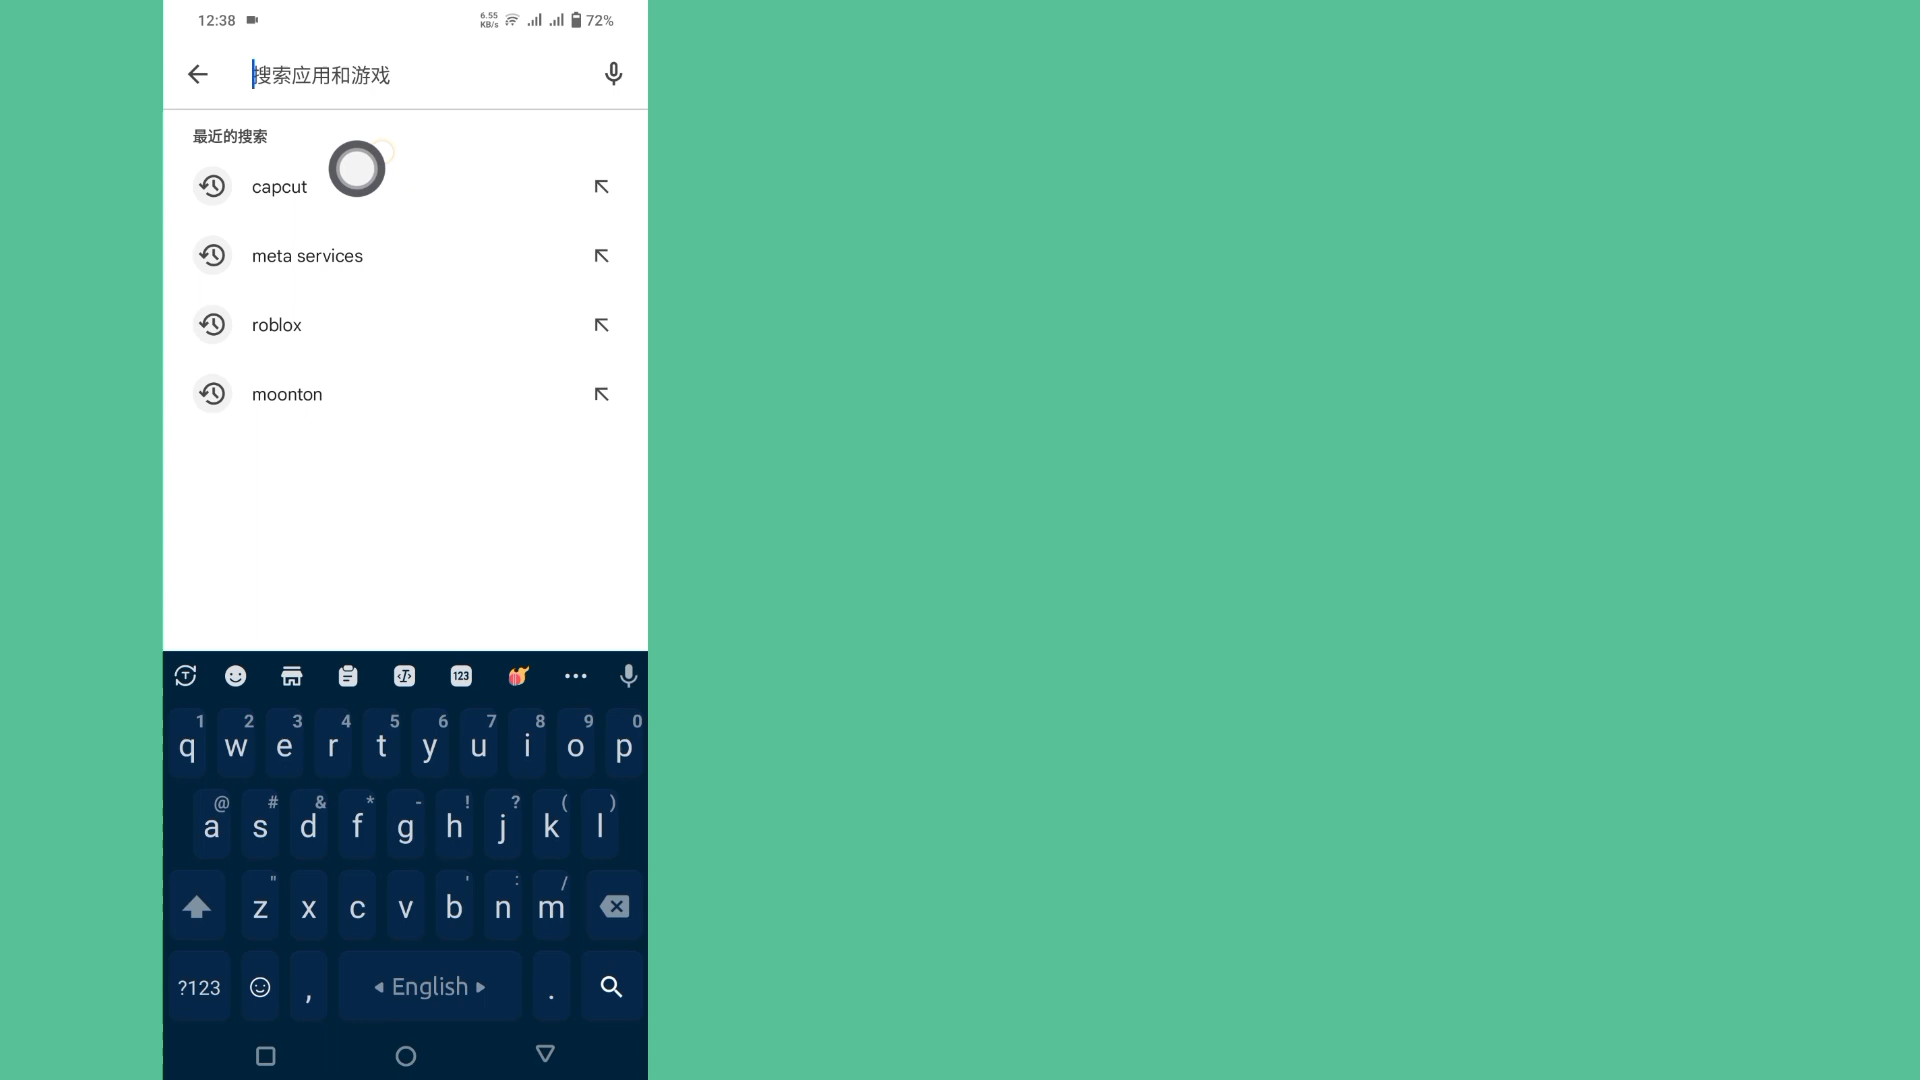 12:38
6.55
KB/s
72%
搜索应用和游戏
最近的搜索
capcut
meta services
roblox
moonton
123
1 2 3 4 5 6 7 8 9 0
q w e r t y u i o p
@ # & * - ! ? ( )
a s d f g h j k l
" ' : /
z x c v b n m
?123 , English .